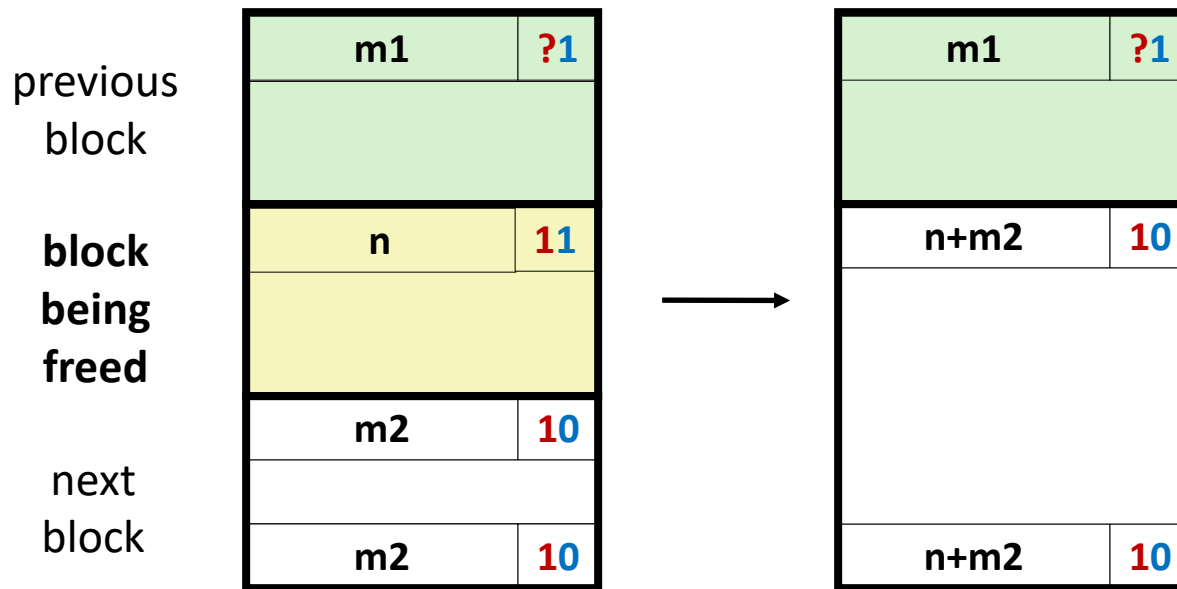 previous
block
block
being
freed
next
block
m1 ?1
n 11
m2 10
m2 10
m1 ?1
n+m2 10
n+m2 10